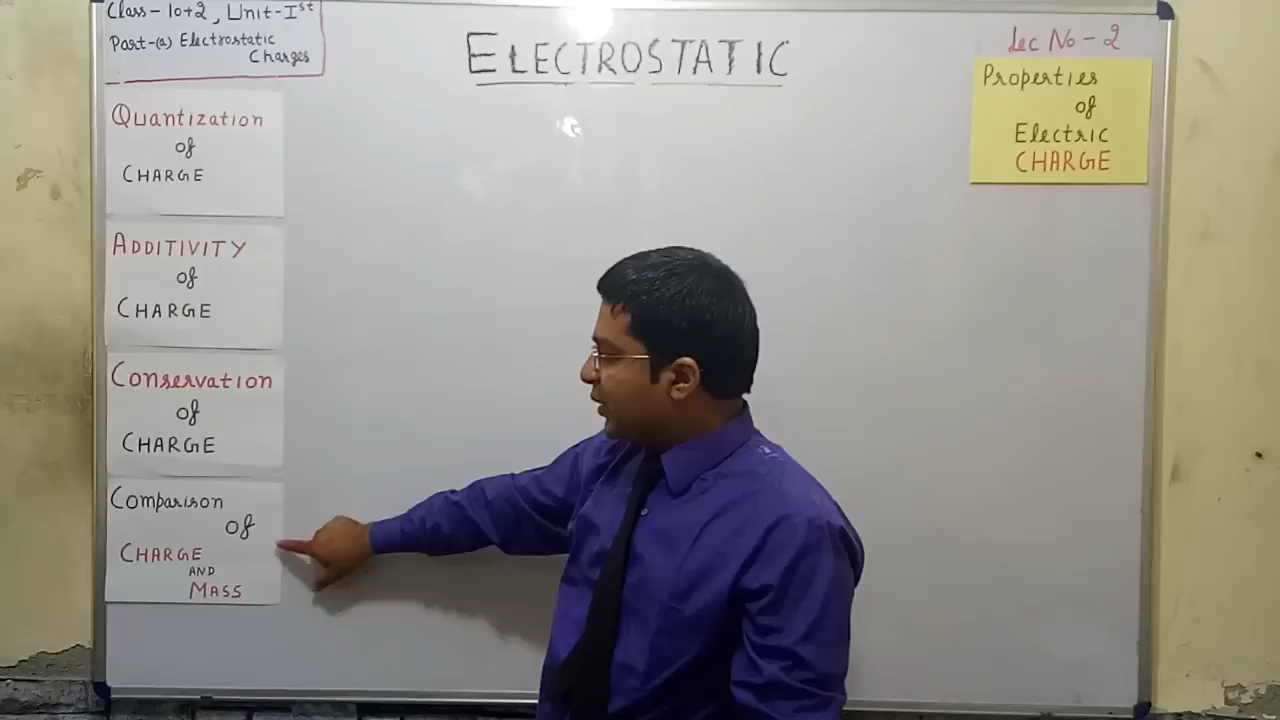 Class-10+2, Unit-Ist
Part-(a) Electrostatic
Charges
ELECTROSTATIC
Lec No-2
Properties
of
Electric
CHARGE
Quantization
of
CHARGE
ADDITIVITY
of
CHARGE
Conservation
of
CHARGE
Comparison
of
CHARGE
AND
MASS